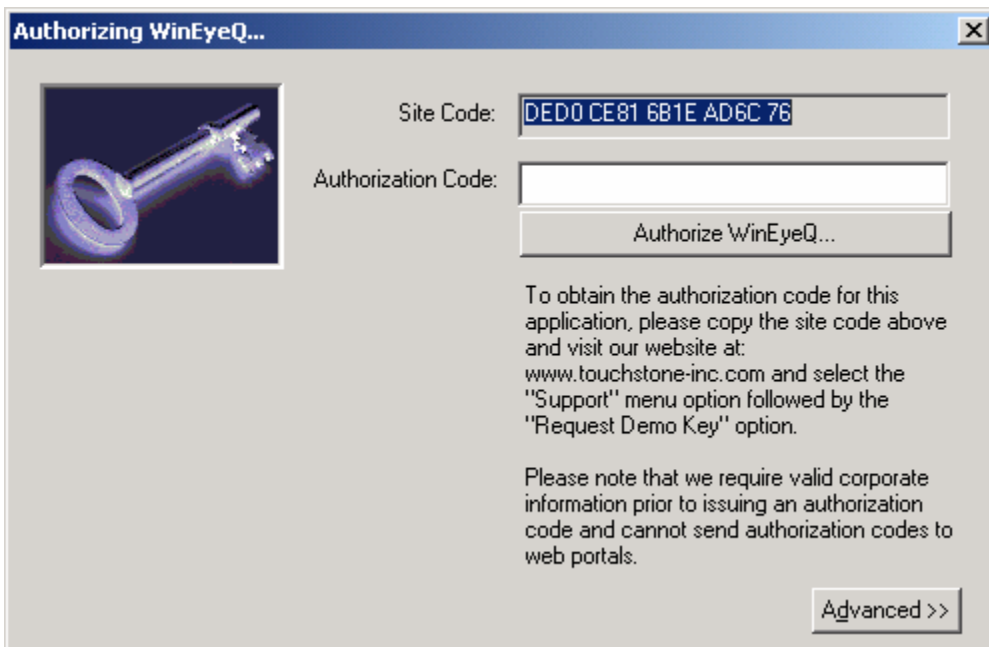 Authorizing WinEyeQ...
Site Code: DED0 CE81 6B1E AD6C 76
Authorization Code:
Authorize WinEyeQ...
To obtain the authorization code for this
application, please copy the site code above
and visit our website at:
www.touchstone-inc.com and select the
"Support" menu option followed by the
"Request Demo Key" option.
Please note that we require valid corporate
information prior to issuing an authorization
code and cannot send authorization codes to
web portals.
Advanced >>